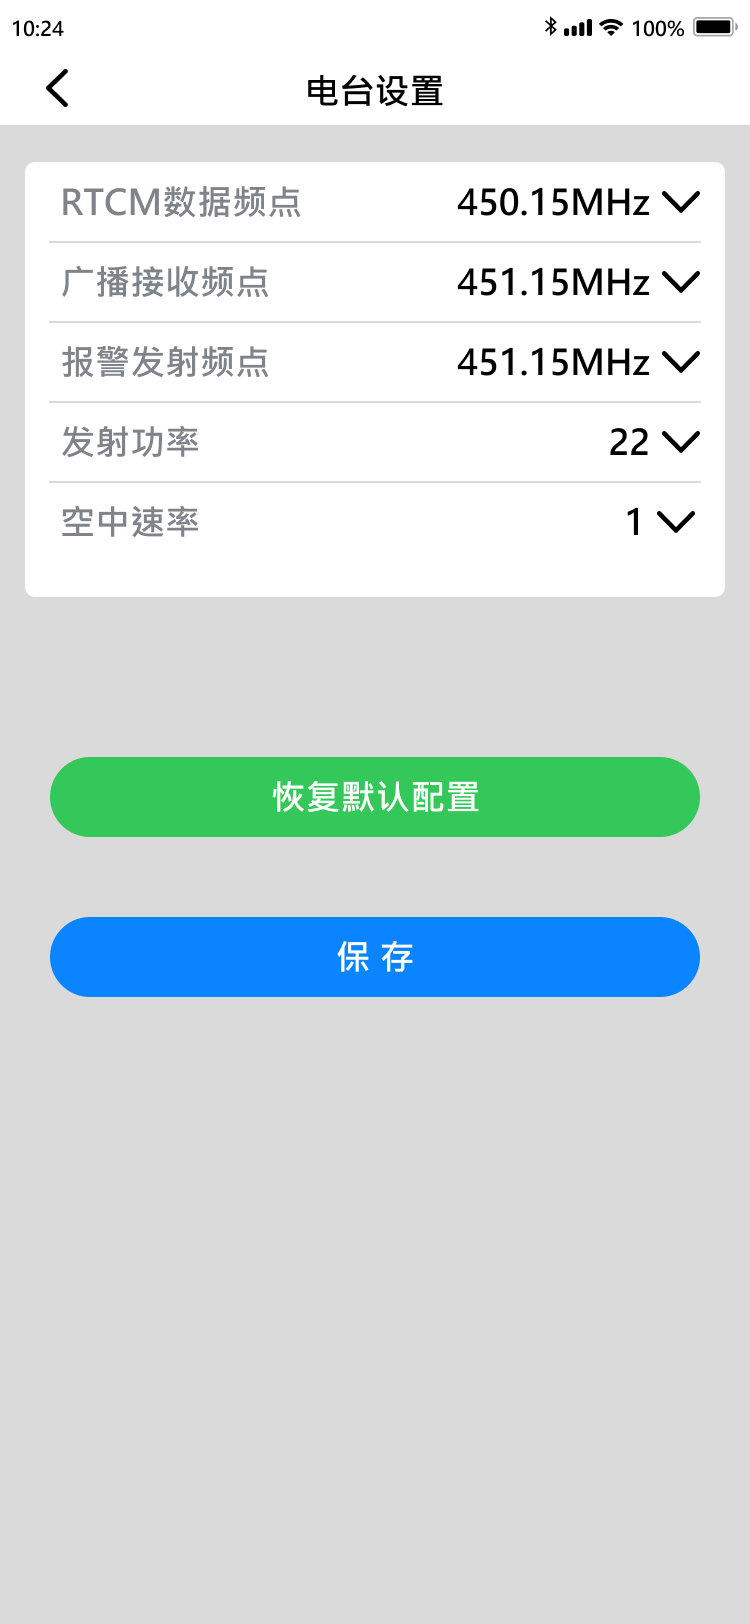 10:24
100%
电台设置
RTCM数据频点 450.15MHz
广播接收频点 451.15MHz
报警发射频点 451.15MHz
发射功率 22
空中速率 1
恢复默认配置
保 存